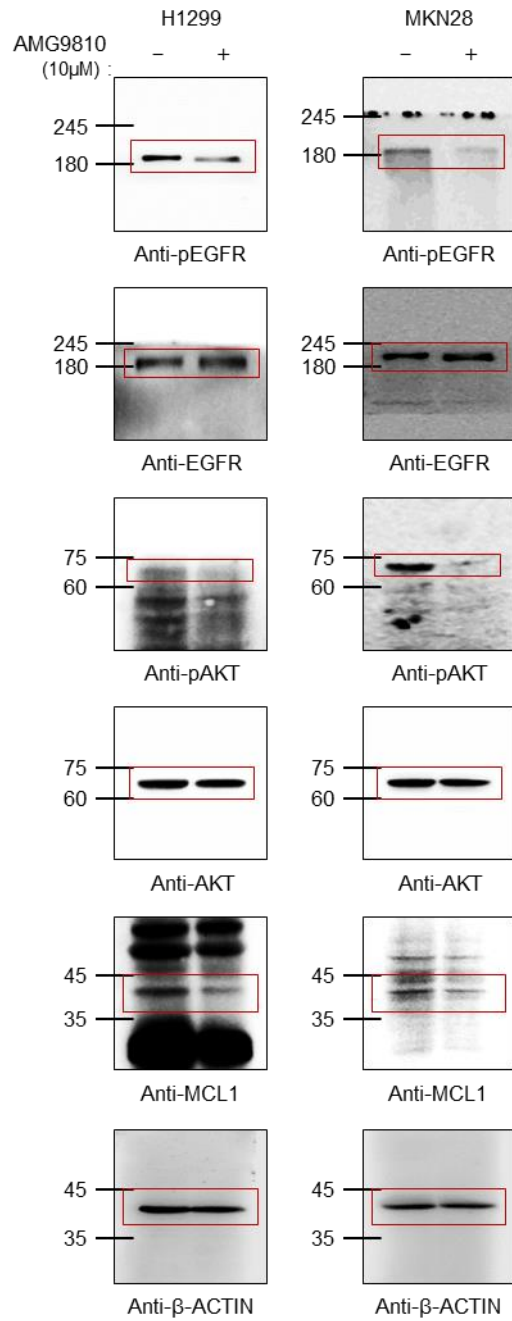 H1299 MKN28
AMG9810 − + − +
(10μM) :
245 245
180 180
Anti-pEGFR Anti-pEGFR
245 245
180 180
Anti-EGFR Anti-EGFR
75 75
60 60
Anti-pAKT Anti-pAKT
75 75
60 60
Anti-AKT Anti-AKT
45 45
35 35
Anti-MCL1 Anti-MCL1
45 45
35 35
Anti-β-ACTIN Anti-β-ACTIN